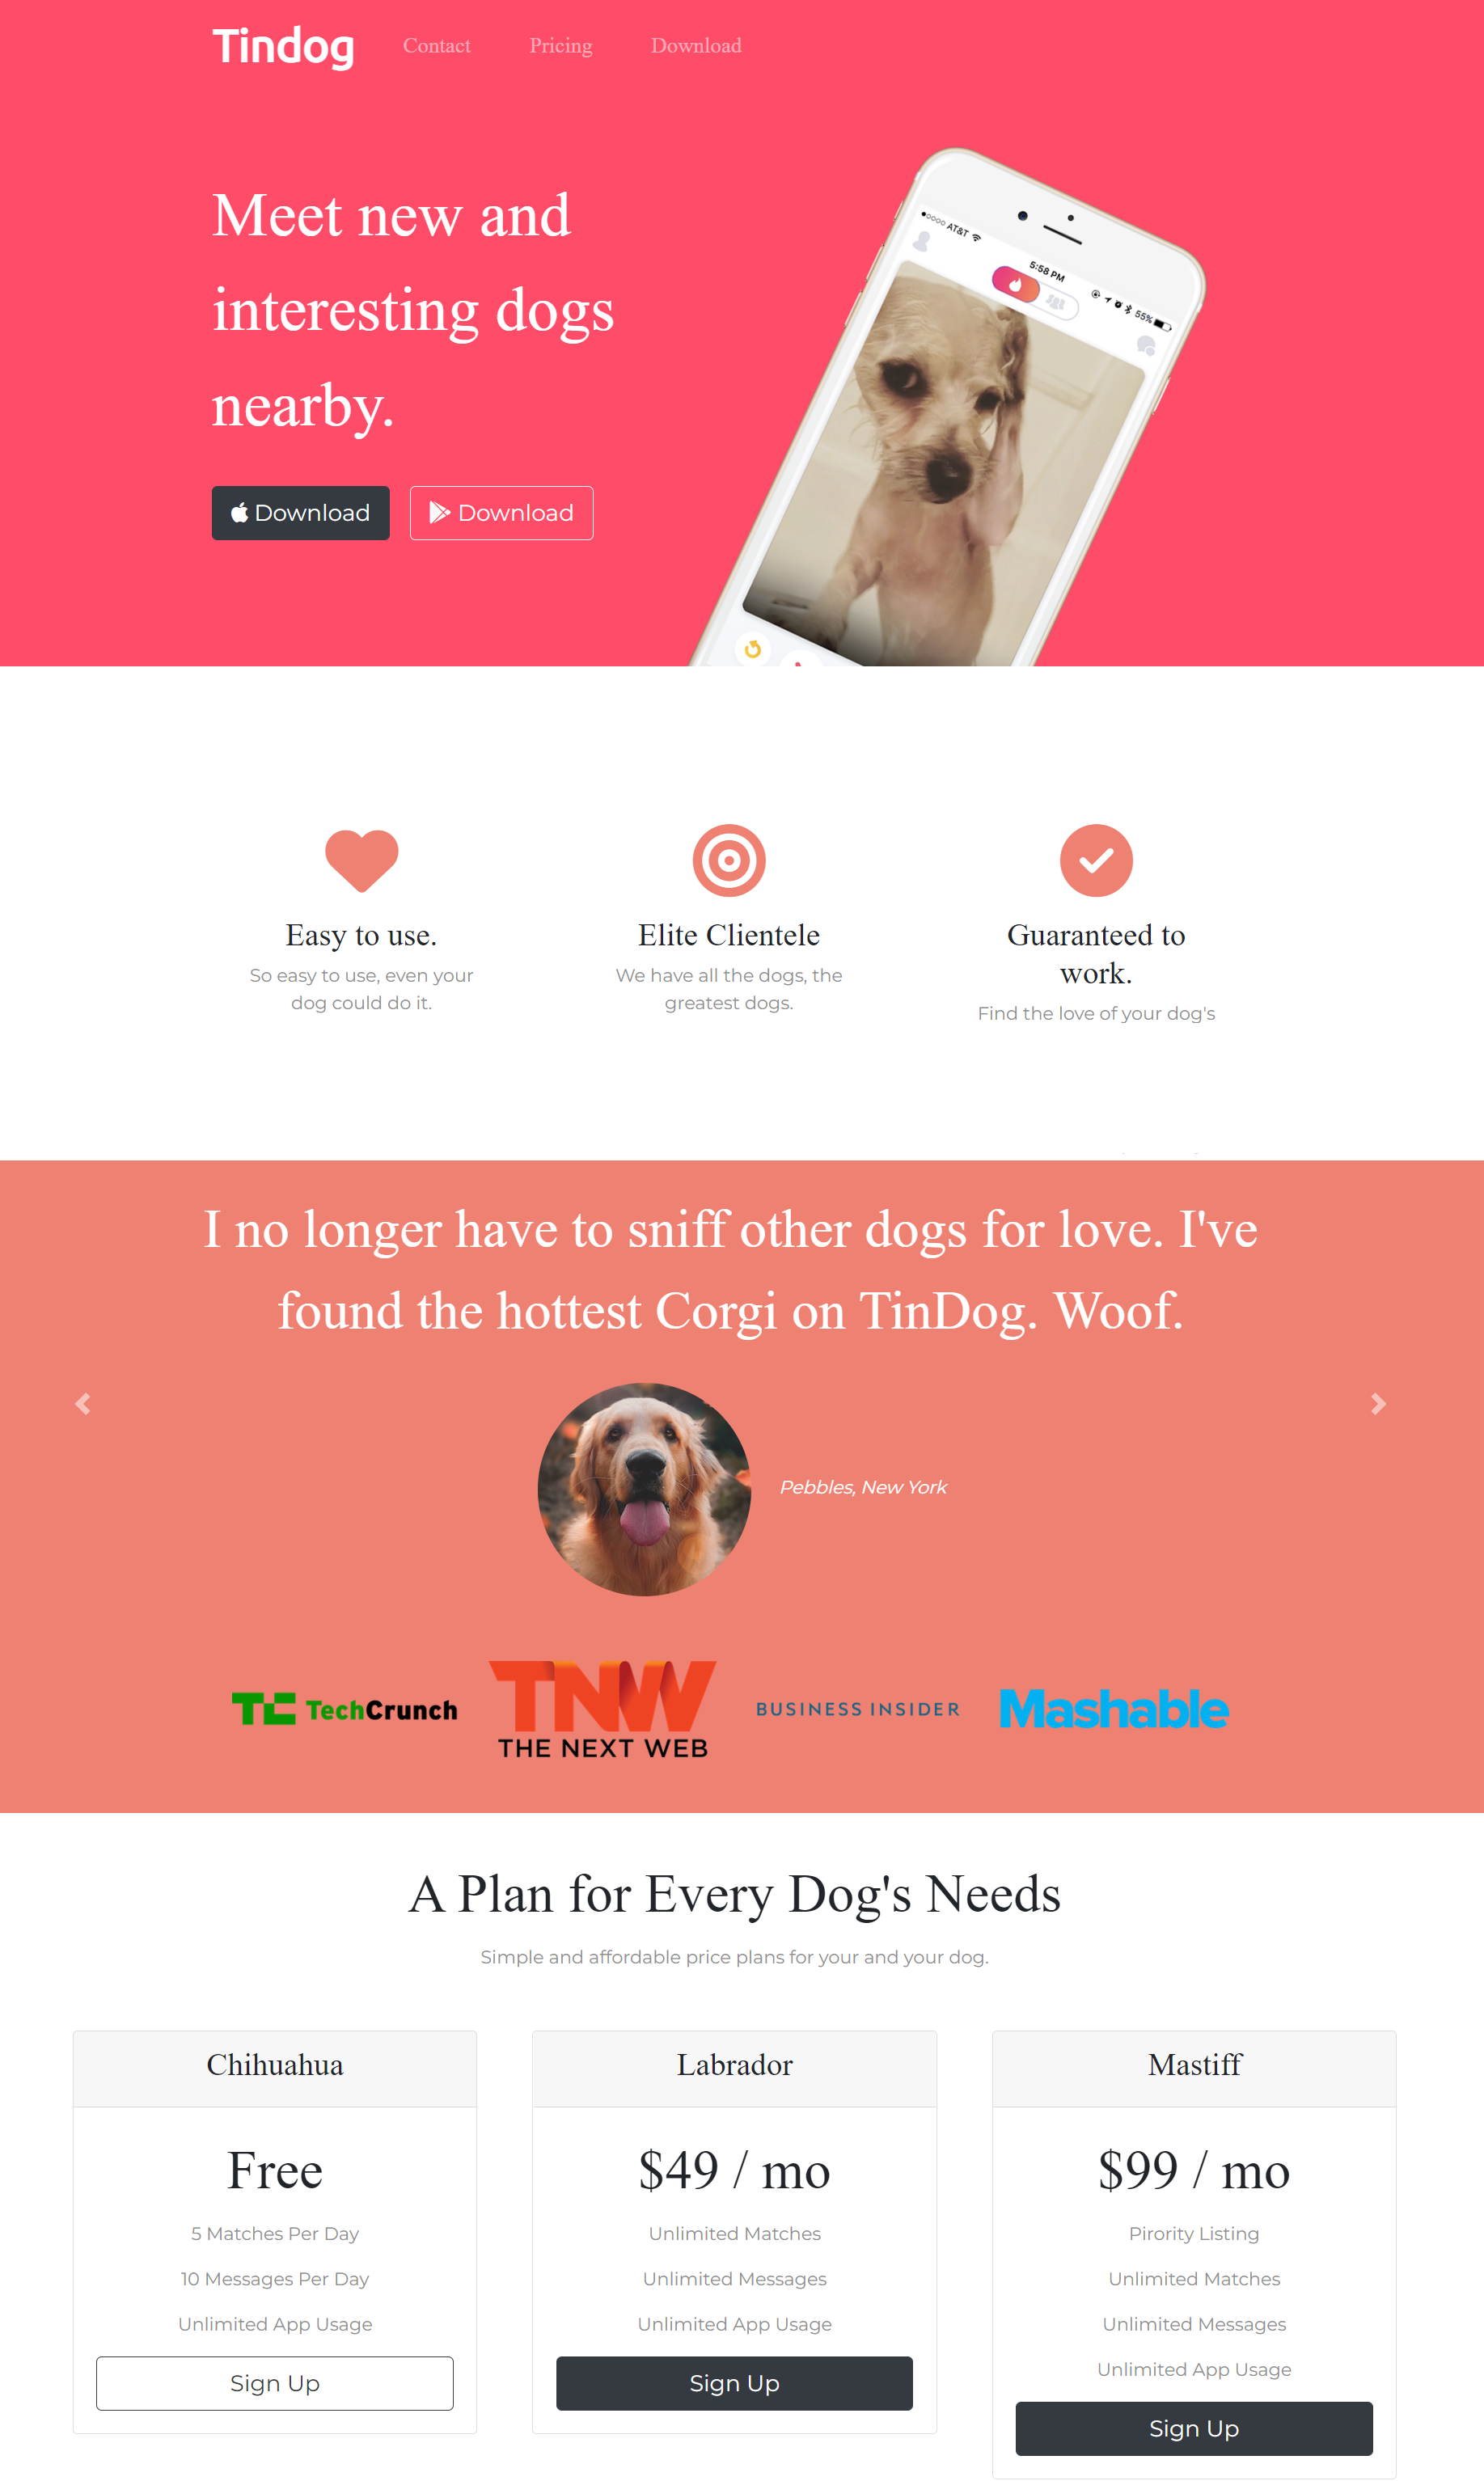 Tindog
Contact Pricing Download
Meet new and
interesting dogs
nearby.
Download Download
AT&T 5:58 PM 55%
Easy to use.
So easy to use, even your
dog could do it.
Elite Clientele
We have all the dogs, the
greatest dogs.
Guaranteed to
work.
Find the love of your dog's
I no longer have to sniff other dogs for love. I've
found the hottest Corgi on TinDog. Woof.
Pebbles, New York
TC TechCrunch
TNW
THE NEXT WEB
BUSINESS INSIDER
Mashable
A Plan for Every Dog's Needs
Simple and affordable price plans for your and your dog.
Chihuahua
Free
5 Matches Per Day
10 Messages Per Day
Unlimited App Usage
Sign Up
Labrador
$49 / mo
Unlimited Matches
Unlimited Messages
Unlimited App Usage
Sign Up
Mastiff
$99 / mo
Pirority Listing
Unlimited Matches
Unlimited Messages
Unlimited App Usage
Sign Up